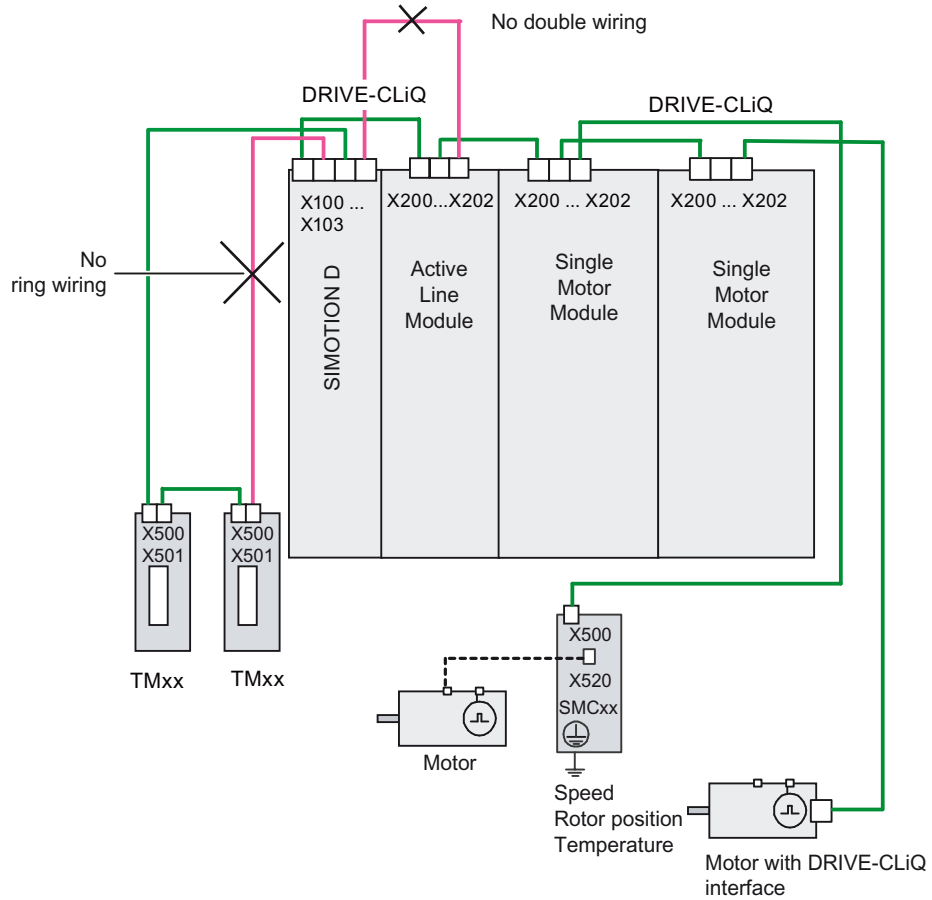 No double wiring
DRIVE-CLiQ
DRIVE-CLiQ
X100 ...
X103
X200...X202
X200 ... X202
X200 ... X202
No
ring wiring
SIMOTION D
Active
Line
Module
Single
Motor
Module
Single
Motor
Module
X500
X501
X500
X501
TMxx
TMxx
X500
X520
SMCxx
Motor
Speed
Rotor position
Temperature
Motor with DRIVE-CLiQ
interface